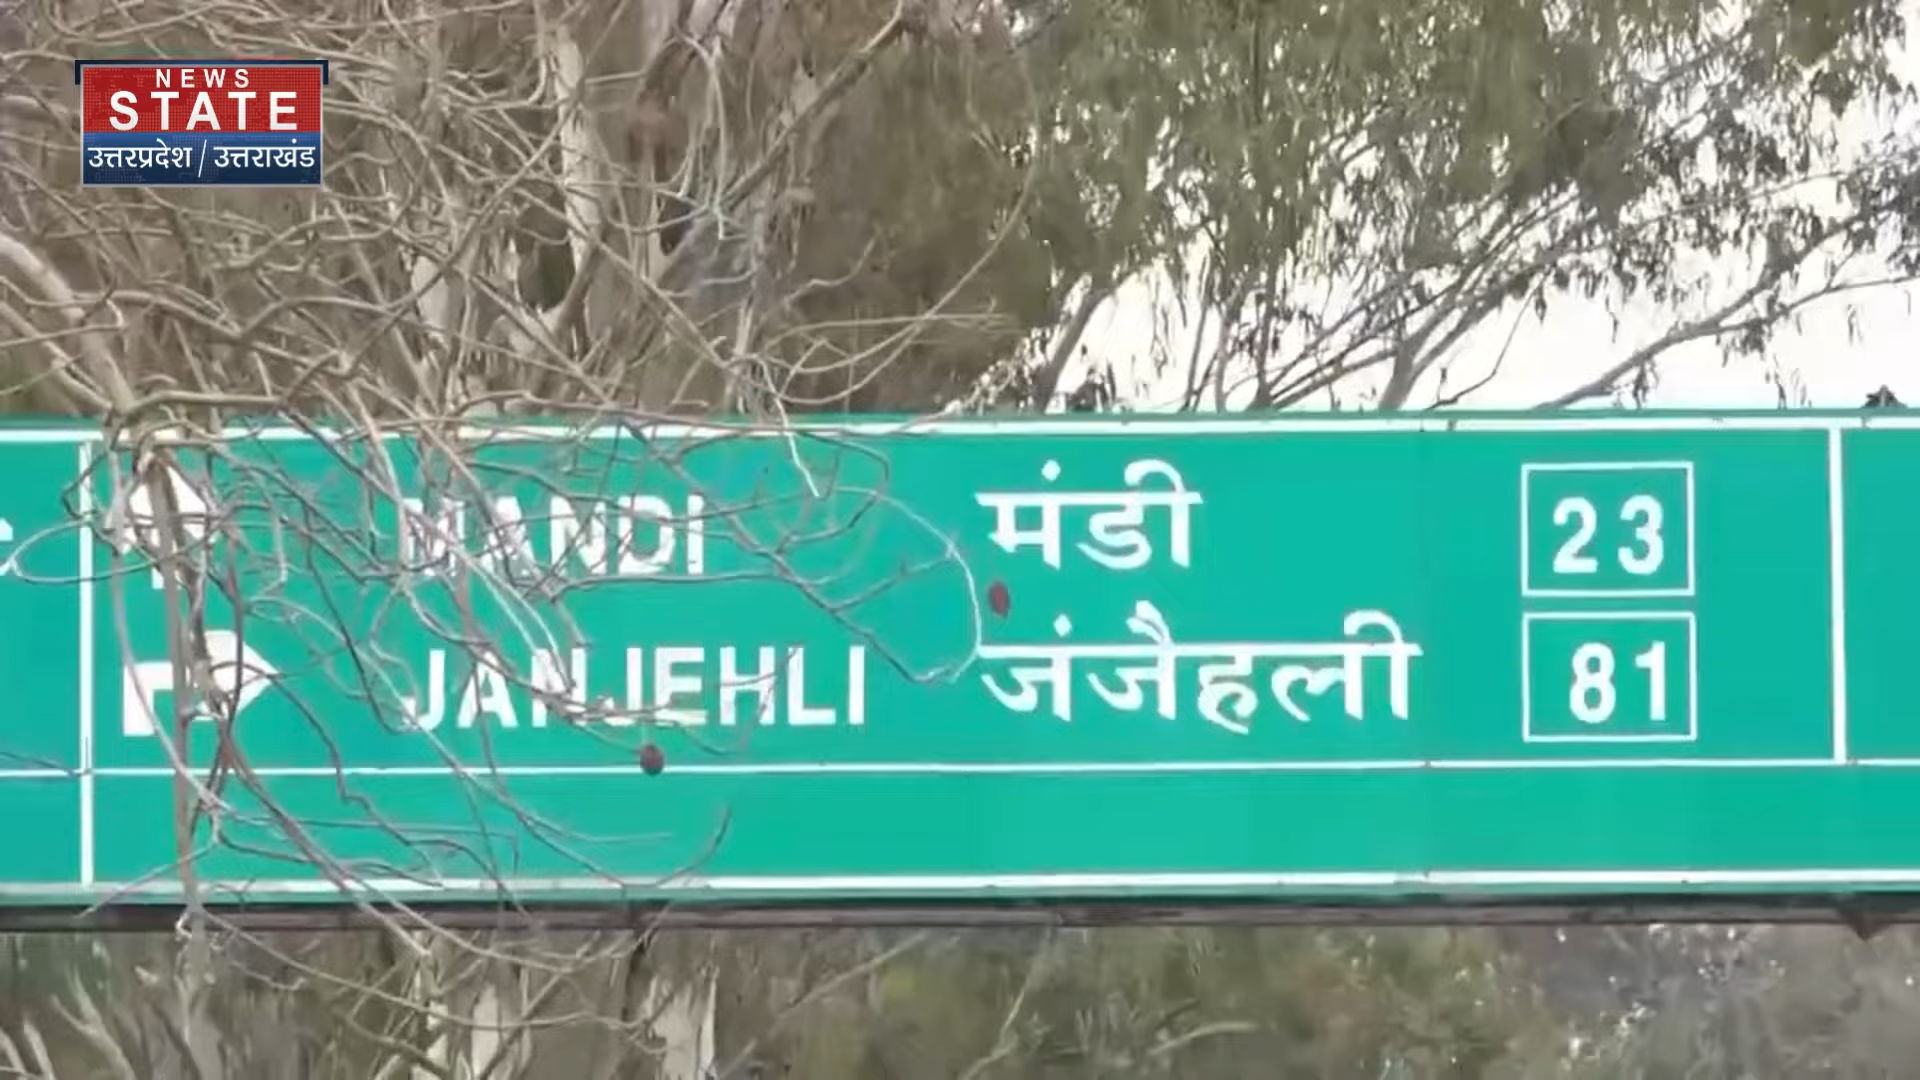 NEWS
STATE
उत्तरप्रदेश / उत्तराखंड
MANDI मंडी 23
JANJEHLI जंजैहली 81